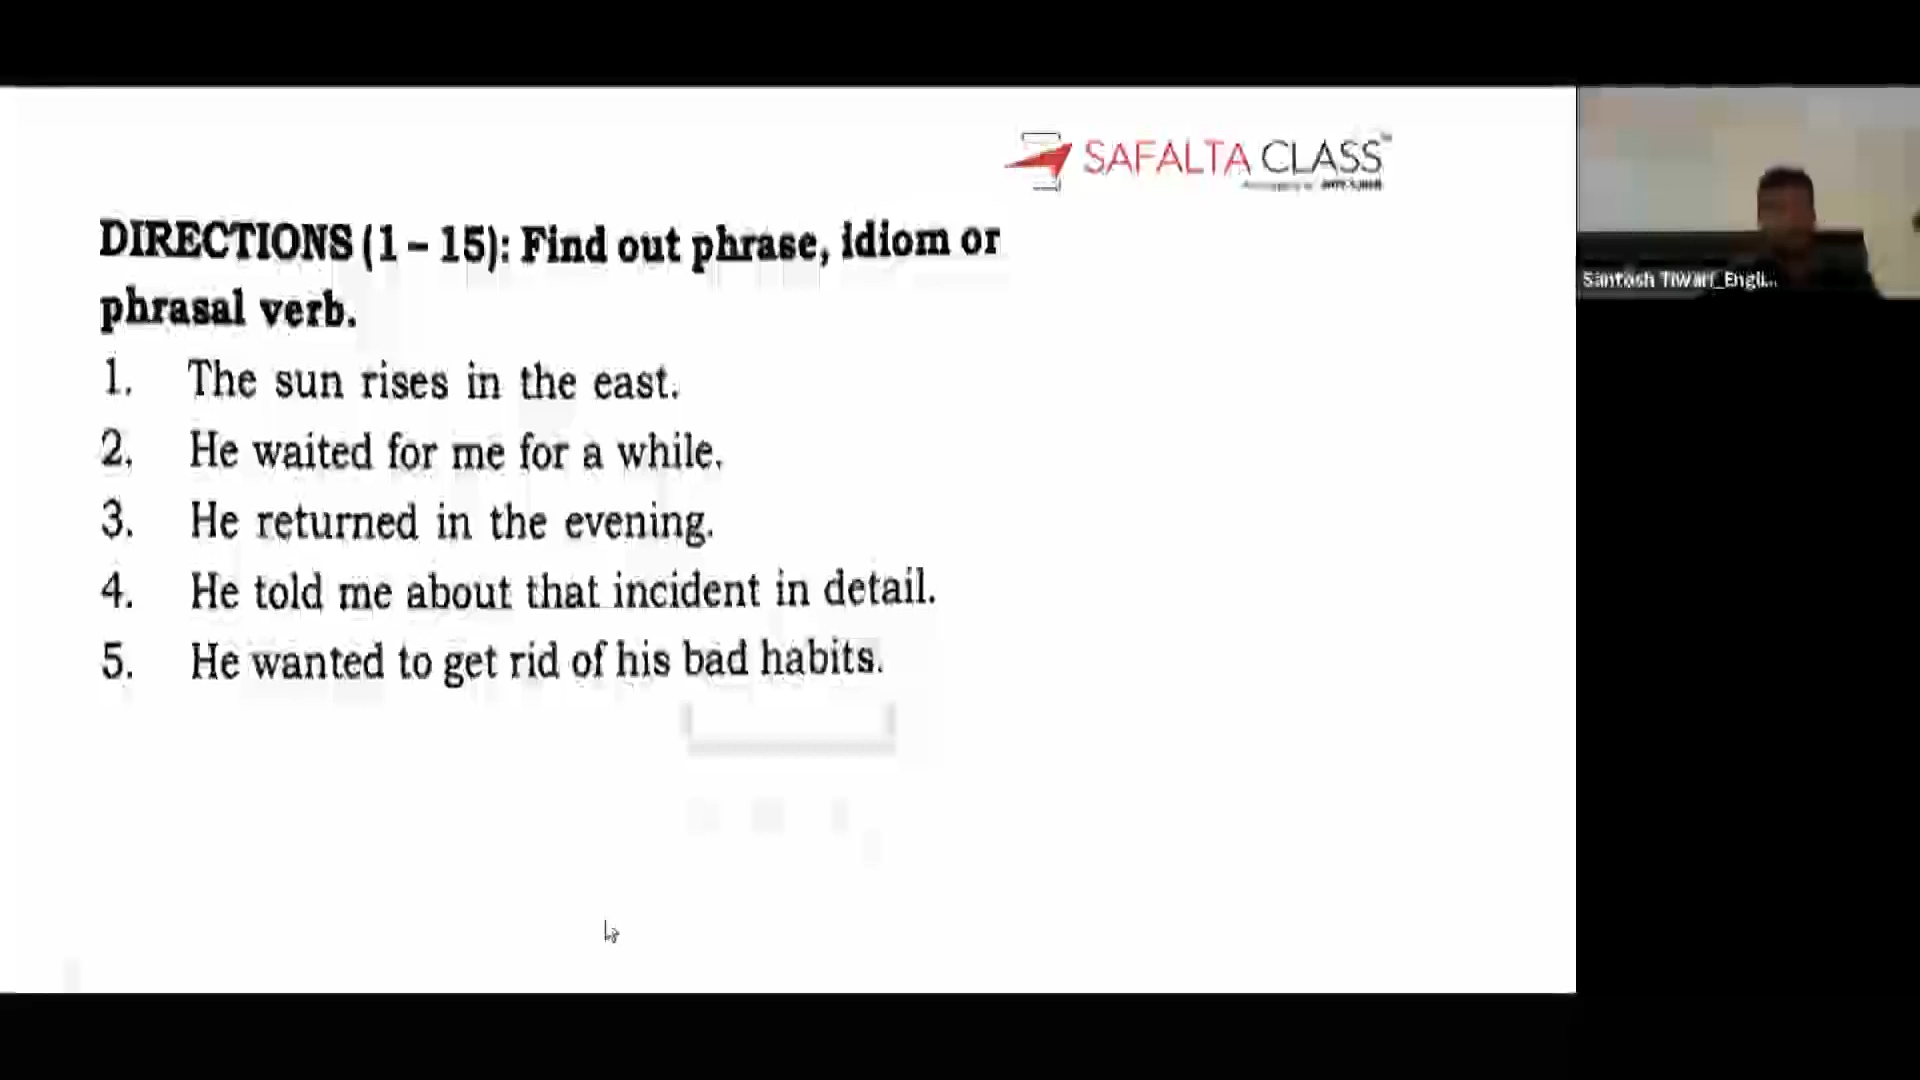 SAFALTA CLASS
DIRECTIONS (1 – 15): Find out phrase, idiom or
phrasal verb.
1. The sun rises in the east.
2. He waited for me for a while.
3. He returned in the evening.
4. He told me about that incident in detail.
5. He wanted to get rid of his bad habits.
Santosh Tiwari_Engli...